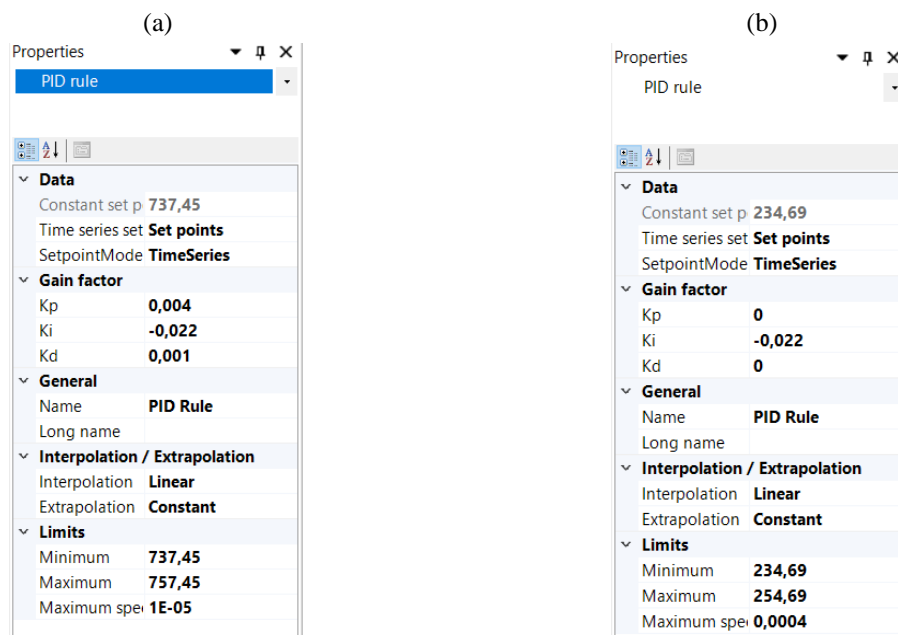 (a)
Properties
PID rule
Data
Constant set p 737,45
Time series set Set points
SetpointMode TimeSeries
Gain factor
Kp 0,004
Ki -0,022
Kd 0,001
General
Name PID Rule
Long name
Interpolation / Extrapolation
Interpolation Linear
Extrapolation Constant
Limits
Minimum 737,45
Maximum 757,45
Maximum spe 1E-05
(b)
Properties
PID rule
Data
Constant set p 234,69
Time series set Set points
SetpointMode TimeSeries
Gain factor
Kp 0
Ki -0,022
Kd 0
General
Name PID Rule
Long name
Interpolation / Extrapolation
Interpolation Linear
Extrapolation Constant
Limits
Minimum 234,69
Maximum 254,69
Maximum spe 0,0004